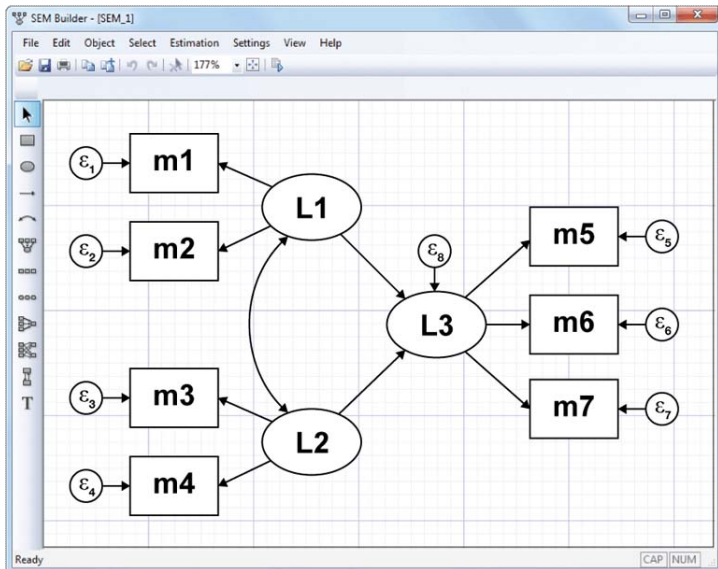 SEM Builder - [SEM_1]
File Edit Object Select Estimation Settings View Help
177%
T
ε1 m1
L1
ε2 m2
ε8
m5 ε5
L3
m6 ε6
ε3 m3
m7 ε7
L2
ε4 m4
Ready CAP NUM